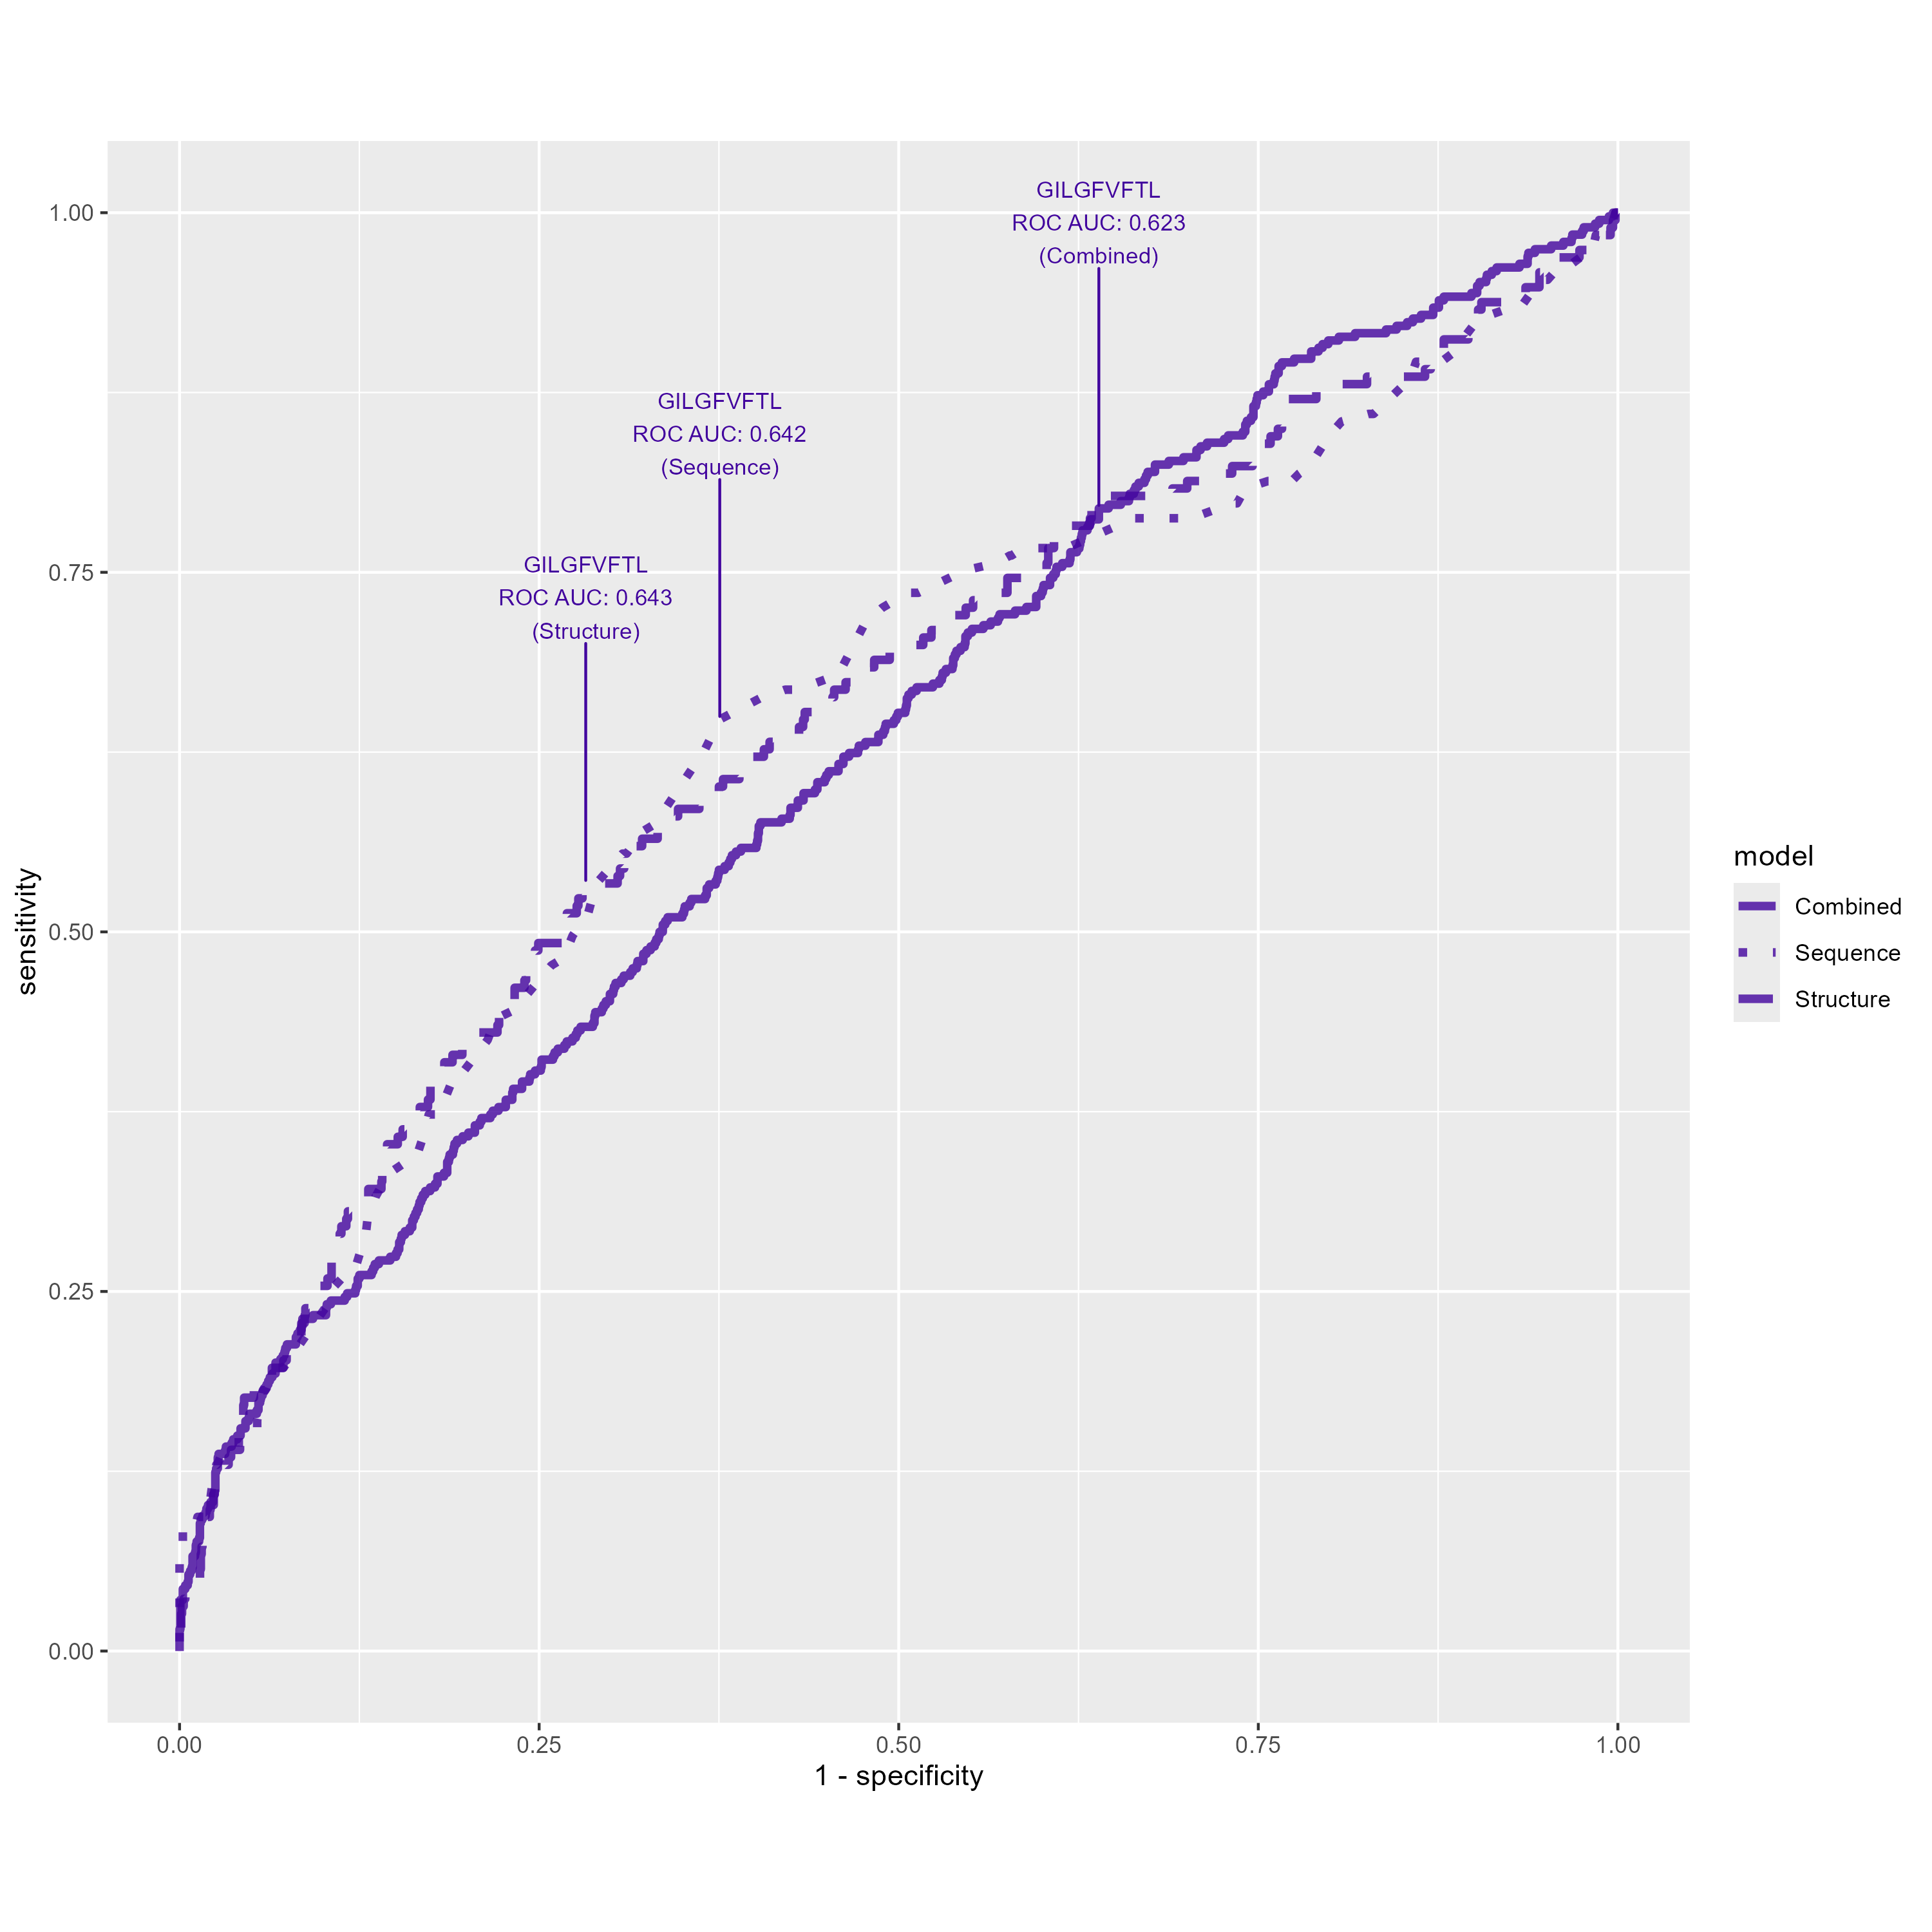 GILGFVFTL
ROC AUC: 0.623
(Combined)
GILGFVFTL
ROC AUC: 0.642
(Sequence)
GILGFVFTL
ROC AUC: 0.643
(Structure)
1.00
0.75
0.50
0.25
0.00
sensitivity
0.00
0.25
0.50
0.75
1.00
1 - specificity
model
Combined
Sequence
Structure